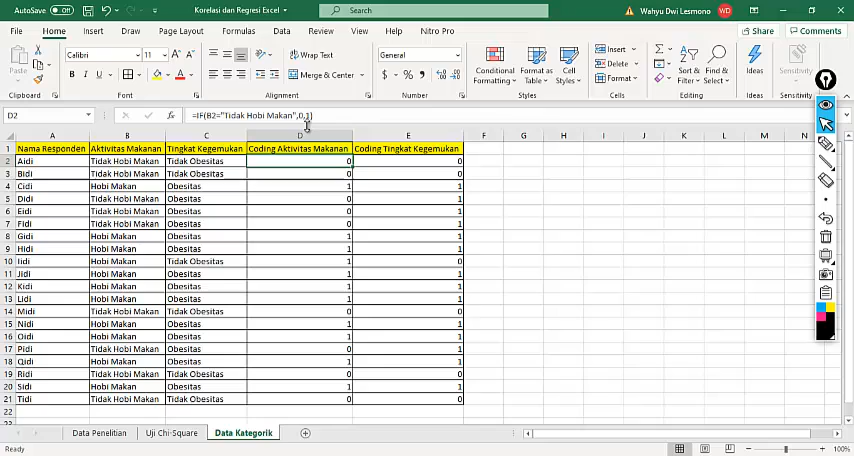 AutoSave Off Korelasi dan Regresi Excel Search Wahyu Dwi Lesmono WD
File Home Insert Draw Page Layout Formulas Data Review View Help Nitro Pro Share Comments
Calibri 11 Wrap Text General Insert Σ
Paste B I U Merge & Center $ % Conditional Formatting Format as Table Cell Styles Delete Format Sort & Filter Find & Select Ideas Sensitivity
Clipboard Font Alignment Number Styles Cells Editing Ideas Sensitivity
D2 fx =IF(B2="Tidak Hobi Makan",0,1)
A B C D E F G H I J K L M N
1 Nama Responden Aktivitas Makanan Tingkat Kegemukan Coding Aktivitas Makanan Coding Tingkat Kegemukan
2 Aidi Tidak Hobi Makan Tidak Obesitas 0 0
3 Bidi Tidak Hobi Makan Tidak Obesitas 0 0
4 Cidi Hobi Makan Obesitas 1 1
5 Didi Tidak Hobi Makan Obesitas 0 1
6 Eidi Tidak Hobi Makan Obesitas 0 1
7 Fidi Tidak Hobi Makan Obesitas 0 1
8 Gidi Hobi Makan Obesitas 1 1
9 Hidi Hobi Makan Obesitas 1 1
10 Iidi Hobi Makan Tidak Obesitas 1 0
11 Jidi Hobi Makan Obesitas 1 1
12 Kidi Hobi Makan Obesitas 1 1
13 Lidi Hobi Makan Obesitas 1 1
14 Midi Tidak Hobi Makan Tidak Obesitas 0 0
15 Nidi Hobi Makan Obesitas 1 1
16 Oidi Hobi Makan Obesitas 1 1
17 Pidi Tidak Hobi Makan Obesitas 0 1
18 Qidi Hobi Makan Obesitas 1 1
19 Ridi Tidak Hobi Makan Tidak Obesitas 0 0
20 Sidi Hobi Makan Obesitas 1 1
21 Tidi Tidak Hobi Makan Obesitas 0 0
22
Data Penelitian Uji Chi-Square Data Kategorik
Ready 100%